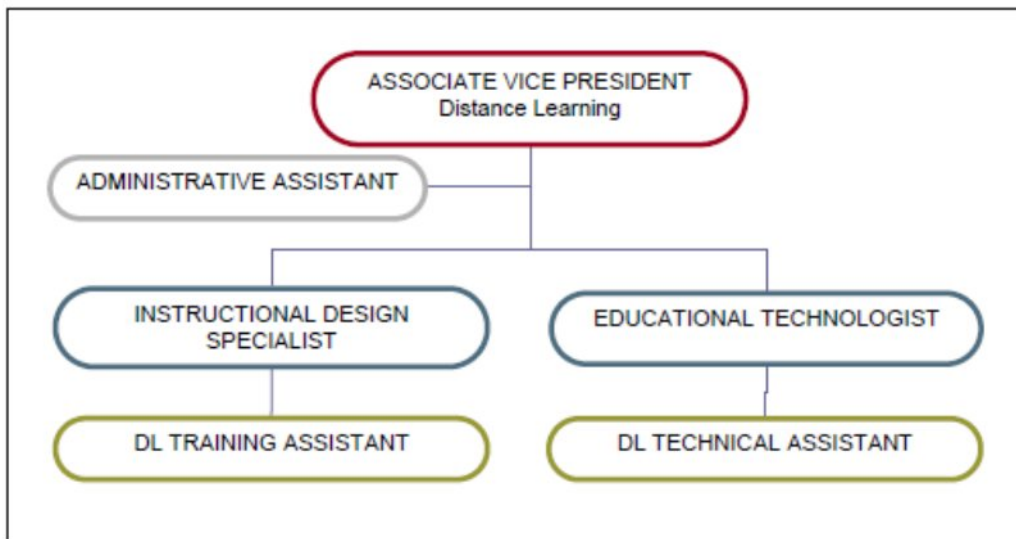 ASSOCIATE VICE PRESIDENT
Distance Learning
ADMINISTRATIVE ASSISTANT
INSTRUCTIONAL DESIGN
SPECIALIST
EDUCATIONAL TECHNOLOGIST
DL TRAINING ASSISTANT
DL TECHNICAL ASSISTANT